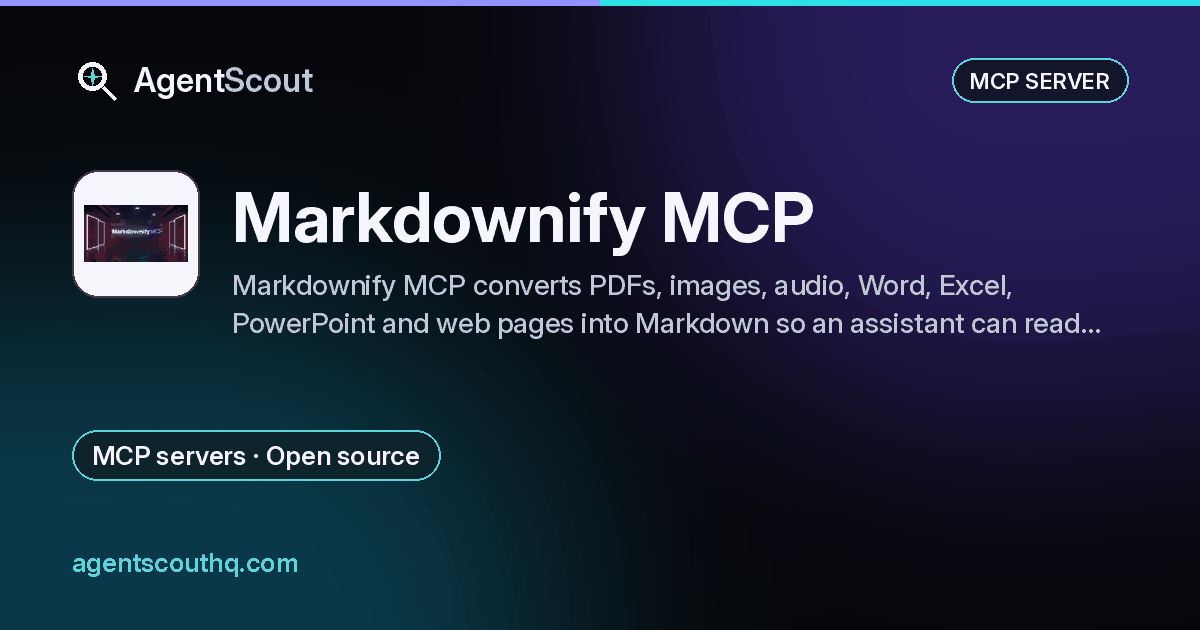 AgentScout
MCP SERVER
MarkdownifyMCP
Markdownify MCP
Markdownify MCP converts PDFs, images, audio, Word, Excel,
PowerPoint and web pages into Markdown so an assistant can read...
MCP servers · Open source
agentscouthq.com